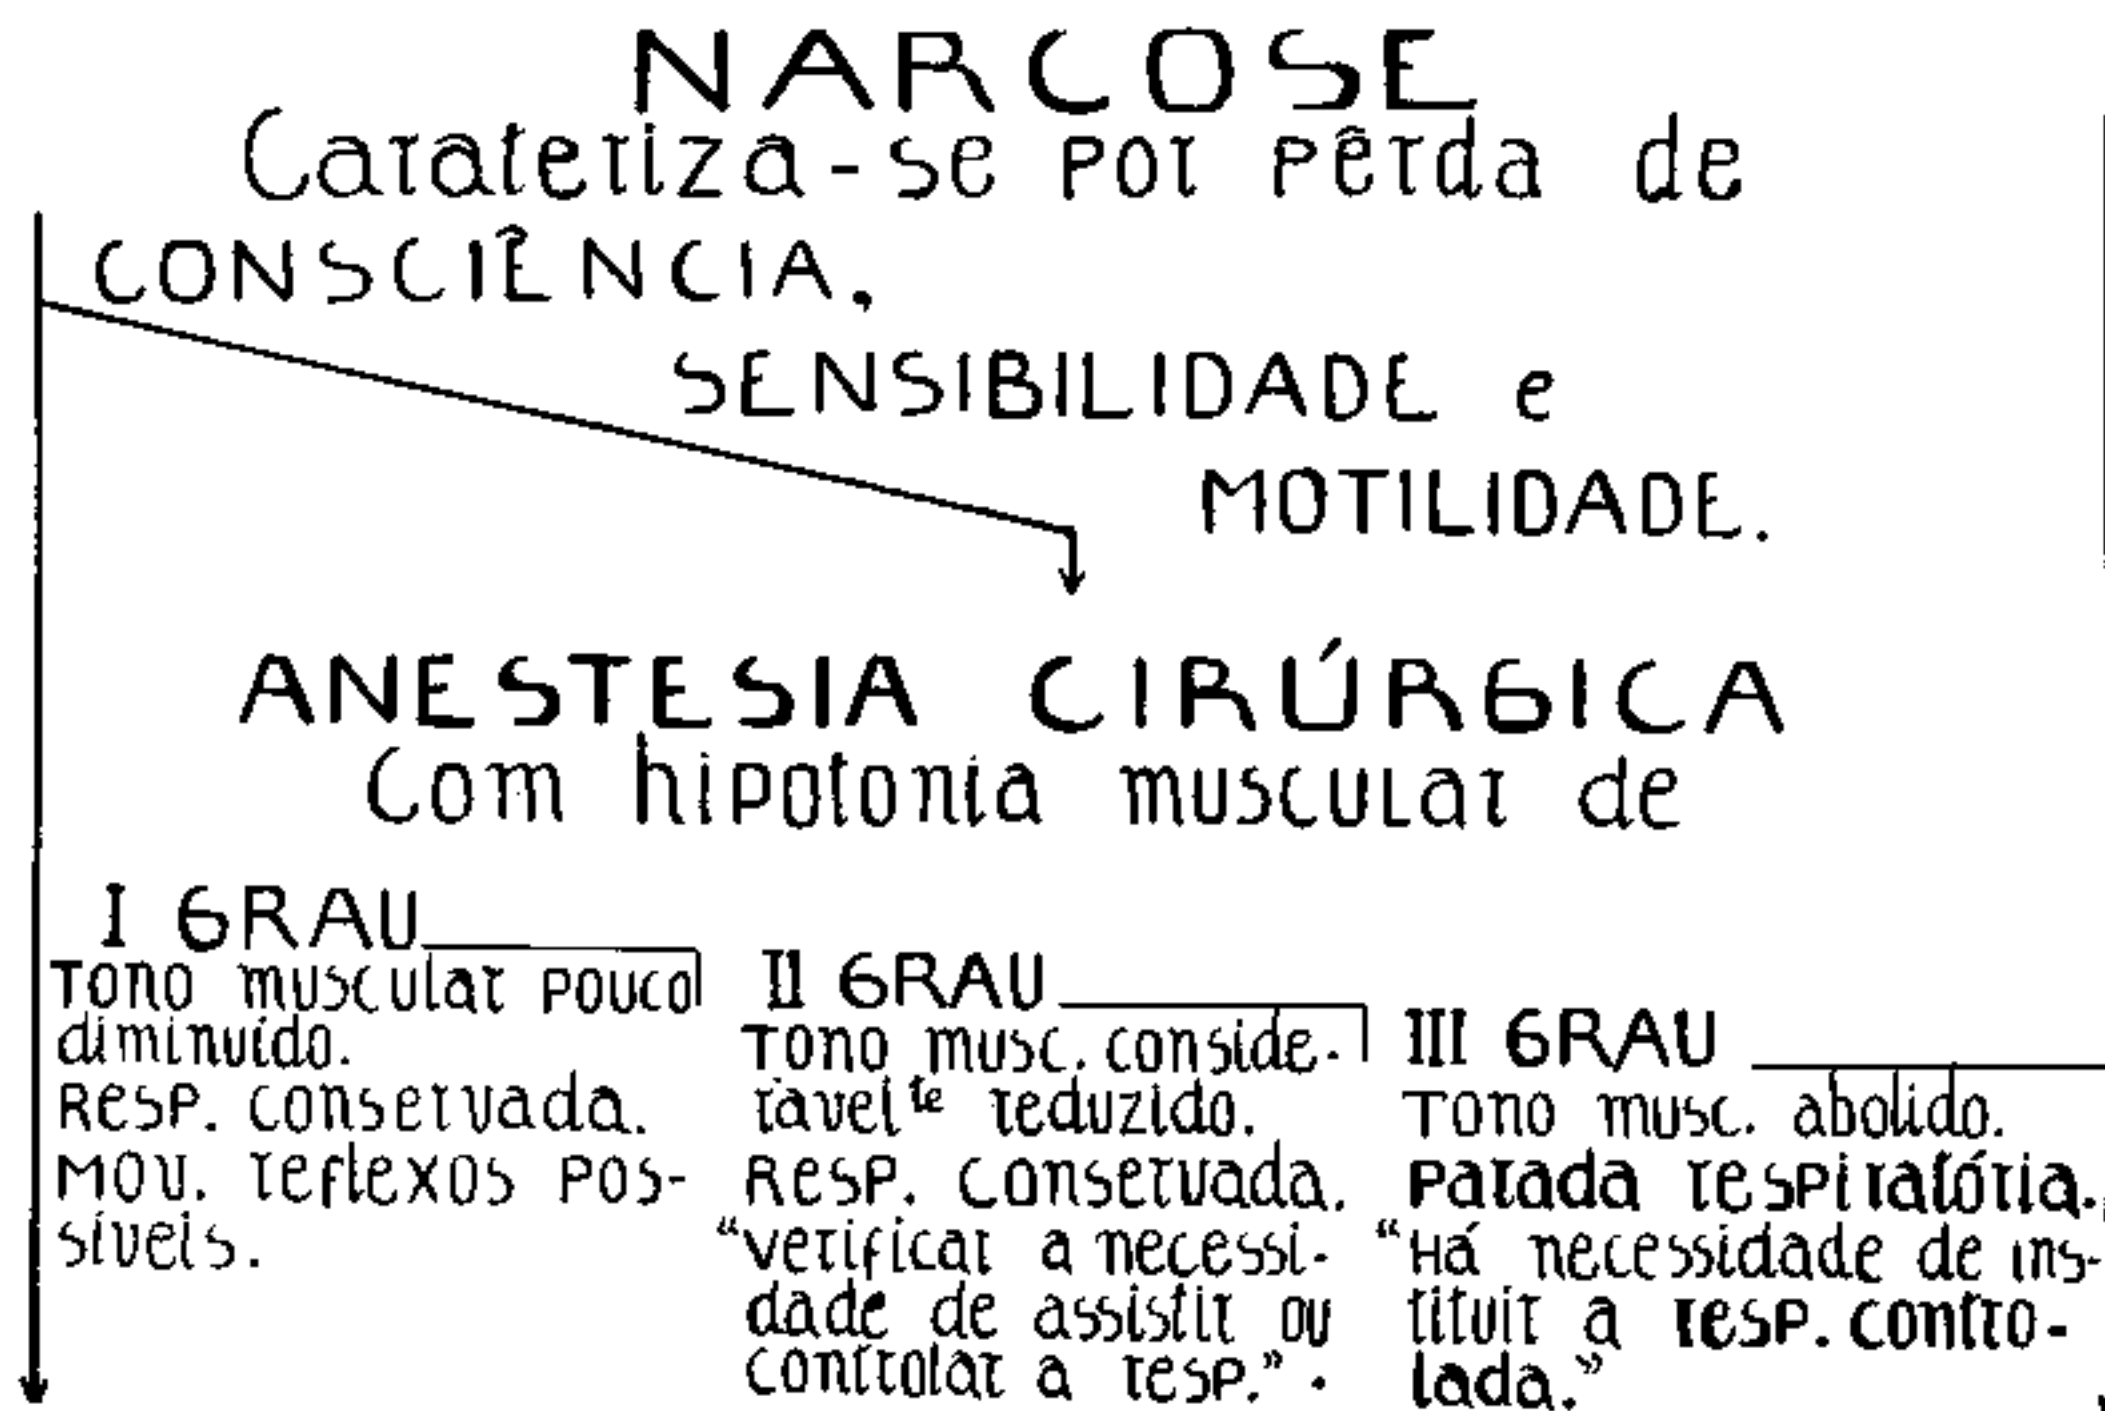 NARCOSE
Carateriza-se por pêrda de
CONSCIÊNCIA,
SENSIBILIDADE e
MOTILIDADE.
ANESTESIA CIRÚRGICA
Com hipotonia muscular de
I GRAU
Tono muscular pouco
diminuído.
Resp. conservada.
Mov. reflexos pos-
síveis.
II GRAU
Tono musc. conside-
ravelte reduzido.
Resp. conservada.
"verificar a necessi-
dade de assistir ou
controlar a resp.".
III GRAU
Tono musc. abolido.
Parada respiratória.
"Há necessidade de ins-
tituir a resp. contro-
lada."